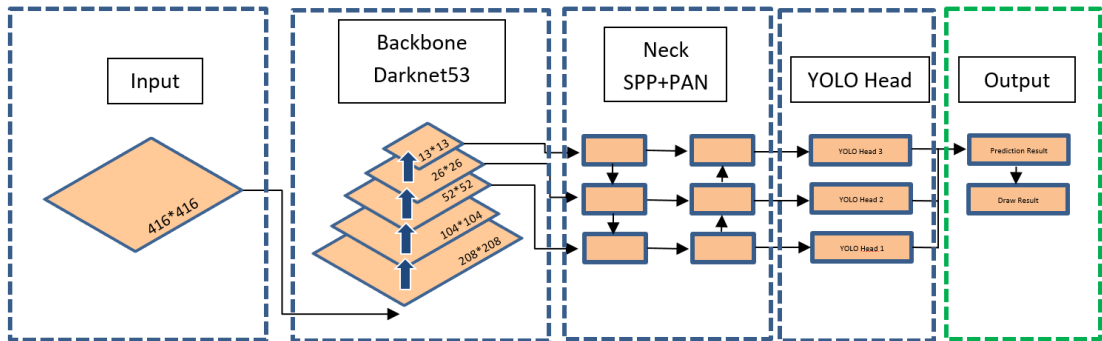 Input
416*416
Backbone
Darknet53
13*13
26*26
52*52
104*104
208*208
Neck
SPP+PAN
YOLO Head
YOLO Head 3
YOLO Head 2
YOLO Head 1
Output
Prediction Result
Draw Result